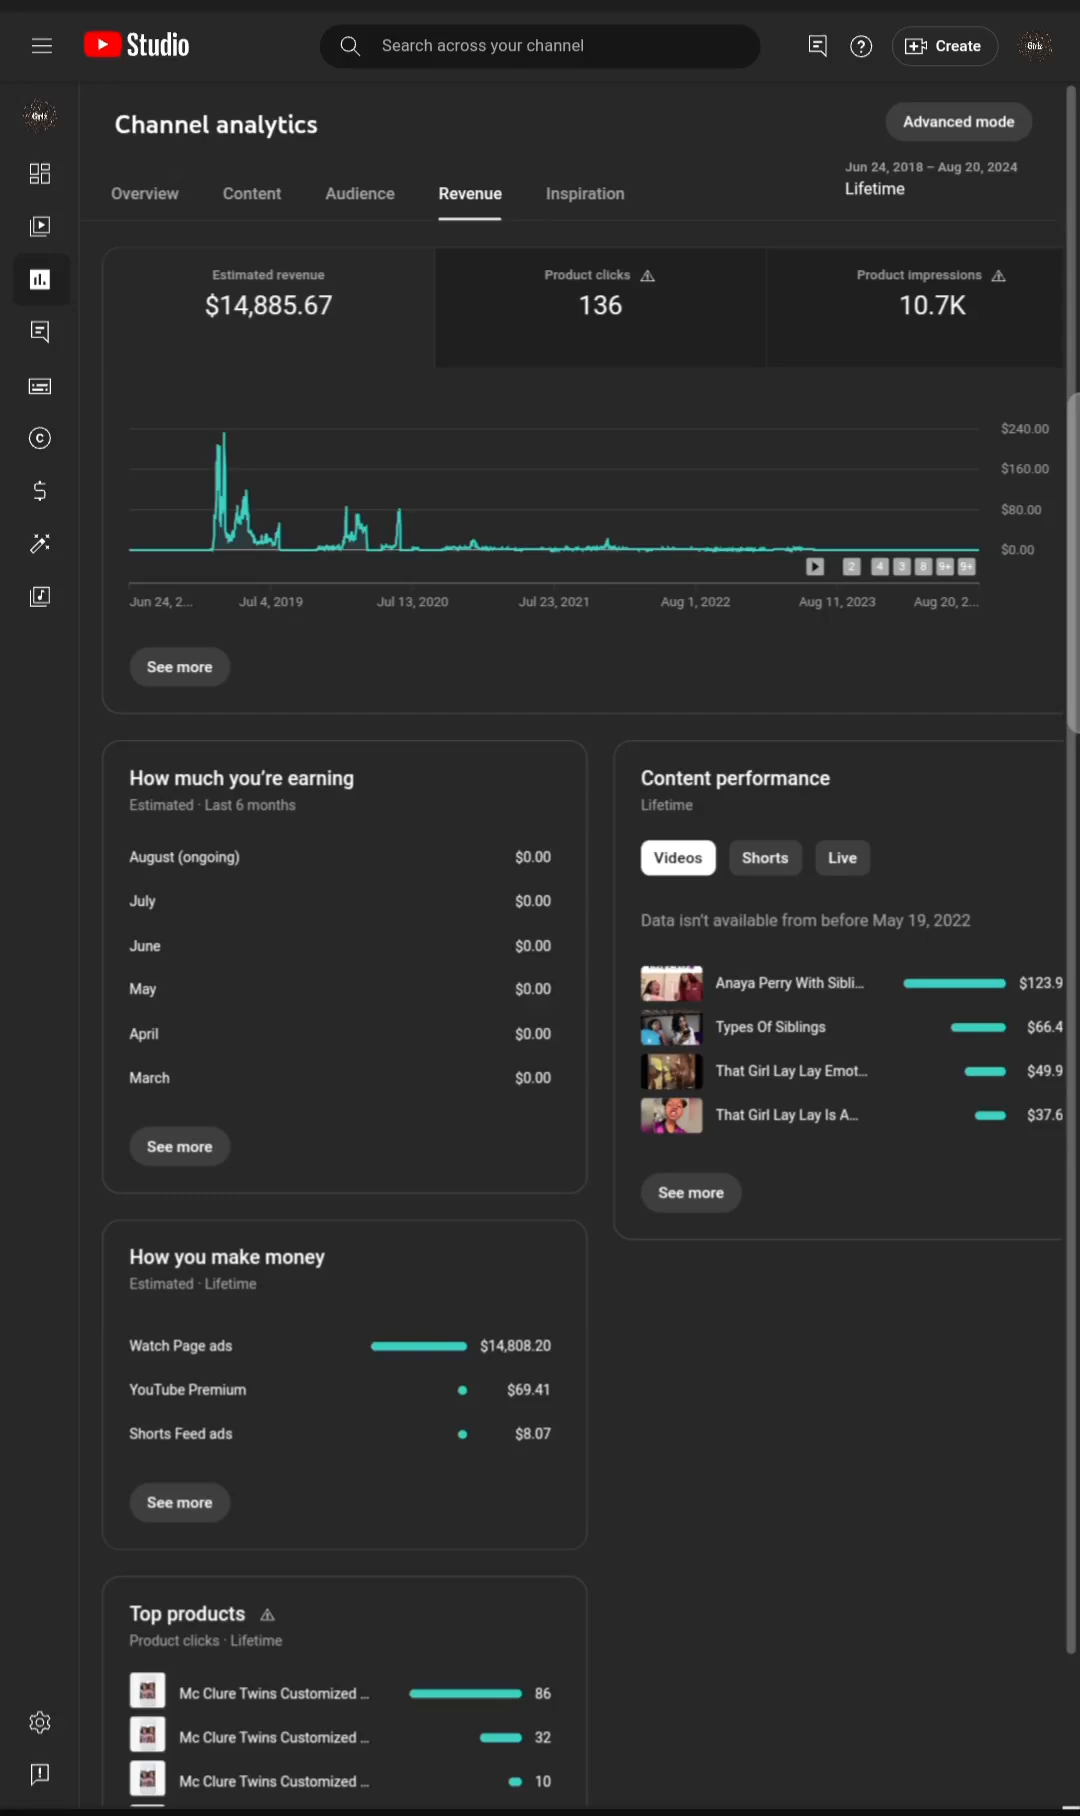 Studio
Search across your channel
Create
Channel analytics
Advanced mode
Jun 24, 2018 – Aug 20, 2024
Lifetime
Overview
Content
Audience
Revenue
Inspiration
Estimated revenue
$14,885.67
Product clicks
136
Product impressions
10.7K
$240.00
$160.00
$80.00
$0.00
2 4 3 8 9+ 9+
Jun 24, 2...
Jul 4, 2019
Jul 13, 2020
Jul 23, 2021
Aug 1, 2022
Aug 11, 2023
Aug 20, 2...
See more
How much you're earning
Estimated · Last 6 months
August (ongoing) $0.00
July $0.00
June $0.00
May $0.00
April $0.00
March $0.00
See more
Content performance
Lifetime
Videos
Shorts
Live
Data isn't available from before May 19, 2022
Anaya Perry With Sibli... $123.9
Types Of Siblings $66.4
That Girl Lay Lay Emot... $49.9
That Girl Lay Lay Is A... $37.6
See more
How you make money
Estimated · Lifetime
Watch Page ads $14,808.20
YouTube Premium $69.41
Shorts Feed ads $8.07
See more
Top products
Product clicks · Lifetime
Mc Clure Twins Customized ... 86
Mc Clure Twins Customized ... 32
Mc Clure Twins Customized ... 10